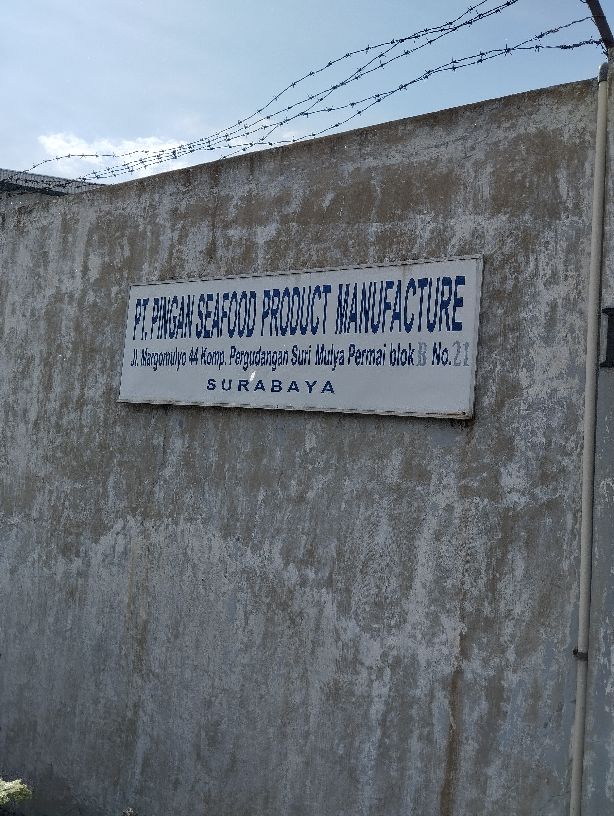 PT. PINGAN SEAFOOD PRODUCT MANUFACTURE
Jl. Margomulyo 44 Komp. Pergudangan Suri Mulya Permai blok B No. 21
SURABAYA